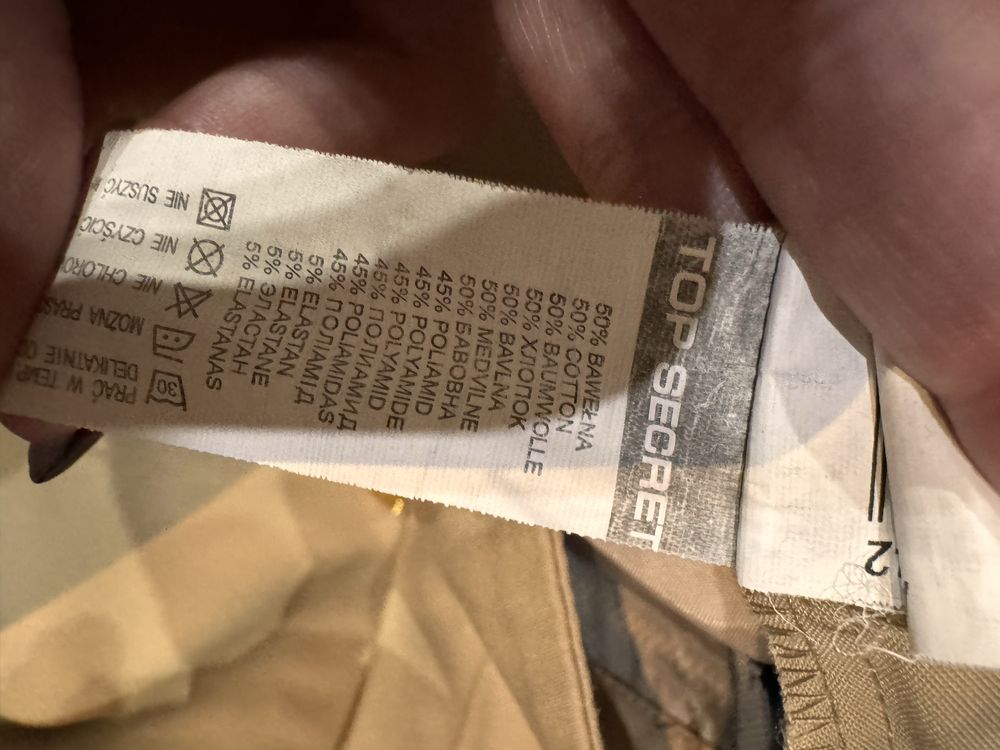 TOP SECRET
50% BAWEŁNA
50% COTTON
50% BAUMWOLLE
50% ХЛОПОК
50% BAVLNA
50% MEDVILNE
50% БАВОВНА
45% POLIAMID
45% POLYAMIDE
45% POLYAMID
45% ПОЛИАМИД
45% POLIAMIDAS
45% ПОЛІАМІД
5% ELASTAN
5% ELASTANE
5% ЭЛАСТАН
5% ELASTANAS
30 PRAĆ W TEMP
DELIKATNIE
MOŻNA PRAS
NIE CHLORO
NIE CZYŚCIĆ
NIE SUSZYĆ